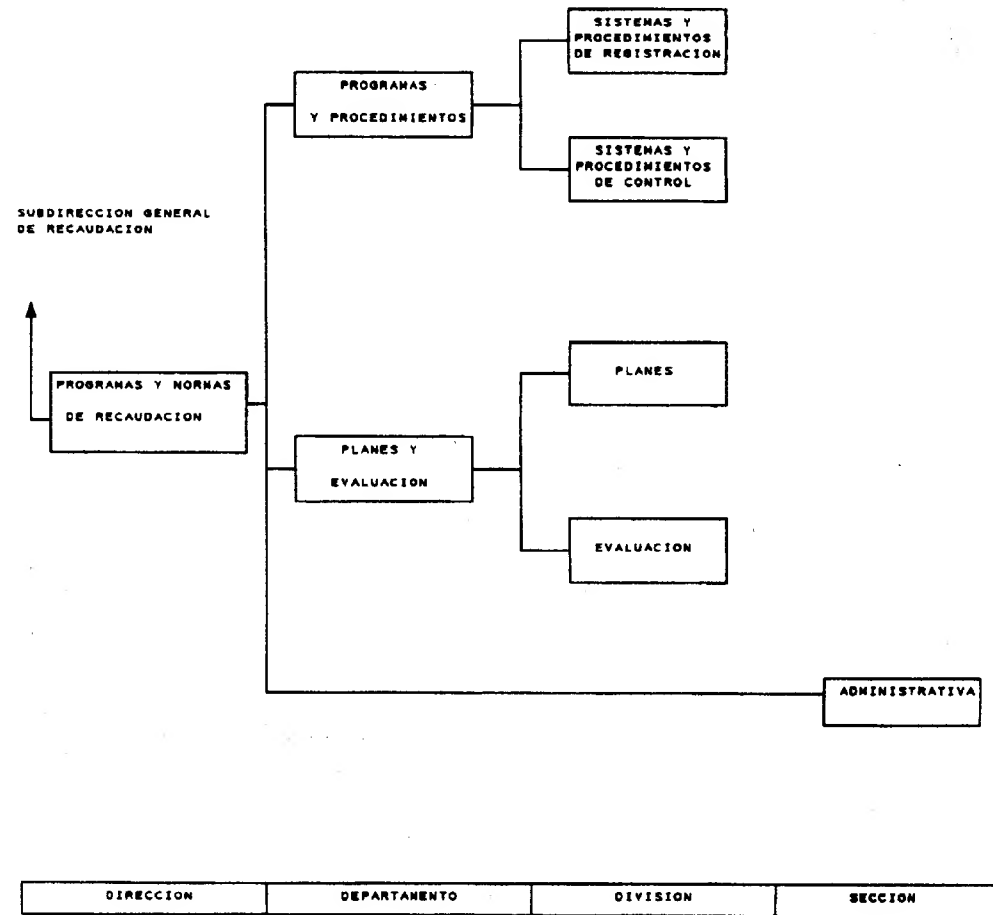 SISTEMAS Y
PROCEDIMIENTOS
DE REGISTRACION
PROGRAMAS
Y PROCEDIMIENTOS
SISTEMAS Y
PROCEDIMIENTOS
DE CONTROL
SUBDIRECCION GENERAL
DE RECAUDACION
PLANES
PROGRAMAS Y NORMAS
DE RECAUDACION
PLANES Y
EVALUACION
EVALUACION
ADMINISTRATIVA
DIRECCION DEPARTAMENTO DIVISION SECCION